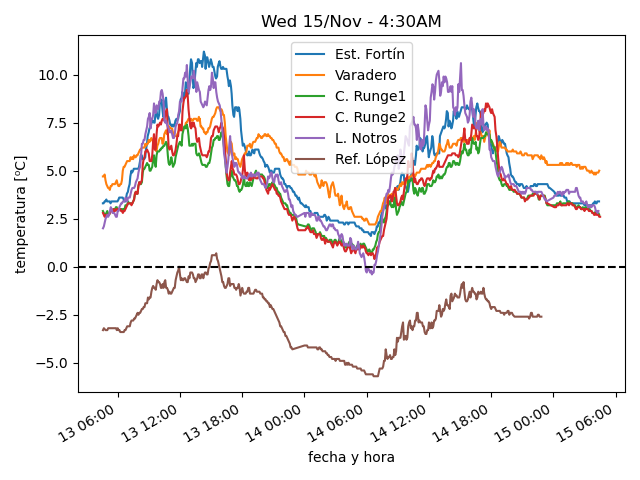 Wed 15/Nov - 4:30AM
temperatura [ºC]
10.0
7.5
5.0
2.5
0.0
−2.5
−5.0
Est. Fortín
Varadero
C. Runge1
C. Runge2
L. Notros
Ref. López
13 06:00
13 12:00
13 18:00
14 00:00
14 06:00
14 12:00
14 18:00
15 00:00
15 06:00
fecha y hora